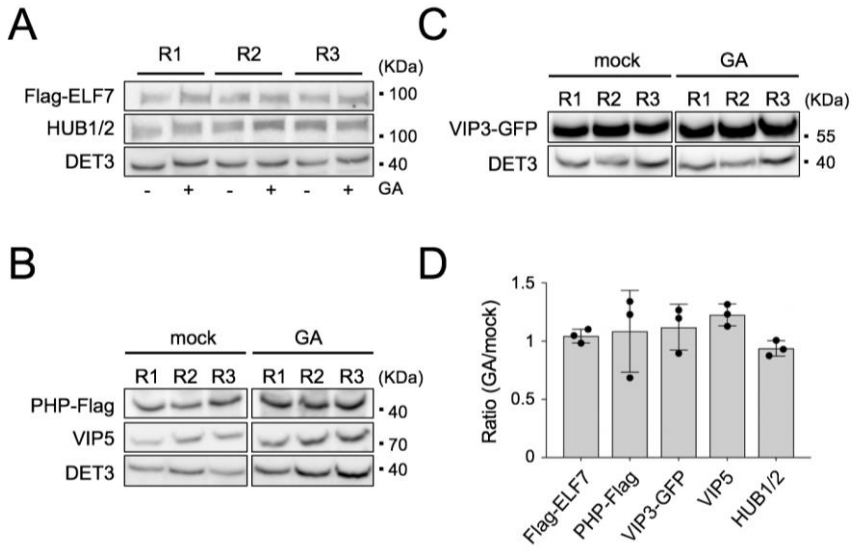 A
R1 R2 R3
(KDa)
Flag-ELF7
100
HUB1/2
100
DET3
40
- + - + - + GA
B
mock GA
R1 R2 R3 R1 R2 R3 (KDa)
PHP-Flag
40
VIP5
70
DET3
40
C
mock GA
R1 R2 R3 R1 R2 R3 (KDa)
VIP3-GFP
55
DET3
40
D
Ratio (GA/mock)
1.5
1
0.5
0
Flag-ELF7
PHP-Flag
VIP3-GFP
VIP5
HUB1/2